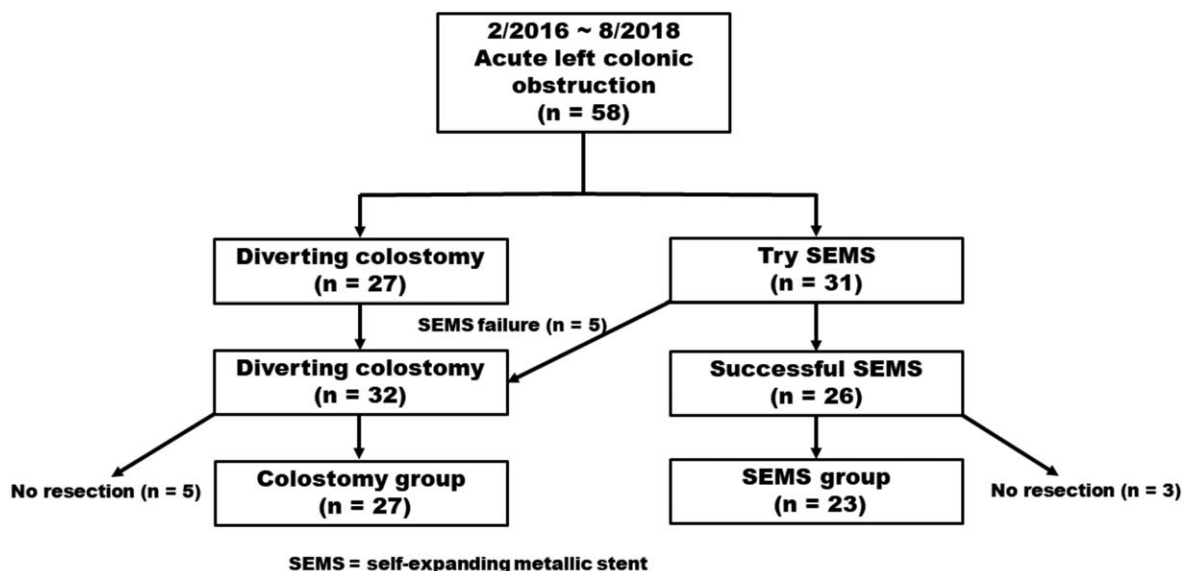 2/2016 ~ 8/2018
Acute left colonic
obstruction
(n = 58)
Diverting colostomy
(n = 27)
Try SEMS
(n = 31)
SEMS failure (n = 5)
Diverting colostomy
(n = 32)
Successful SEMS
(n = 26)
No resection (n = 5)
Colostomy group
(n = 27)
SEMS group
(n = 23)
No resection (n = 3)
SEMS = self-expanding metallic stent